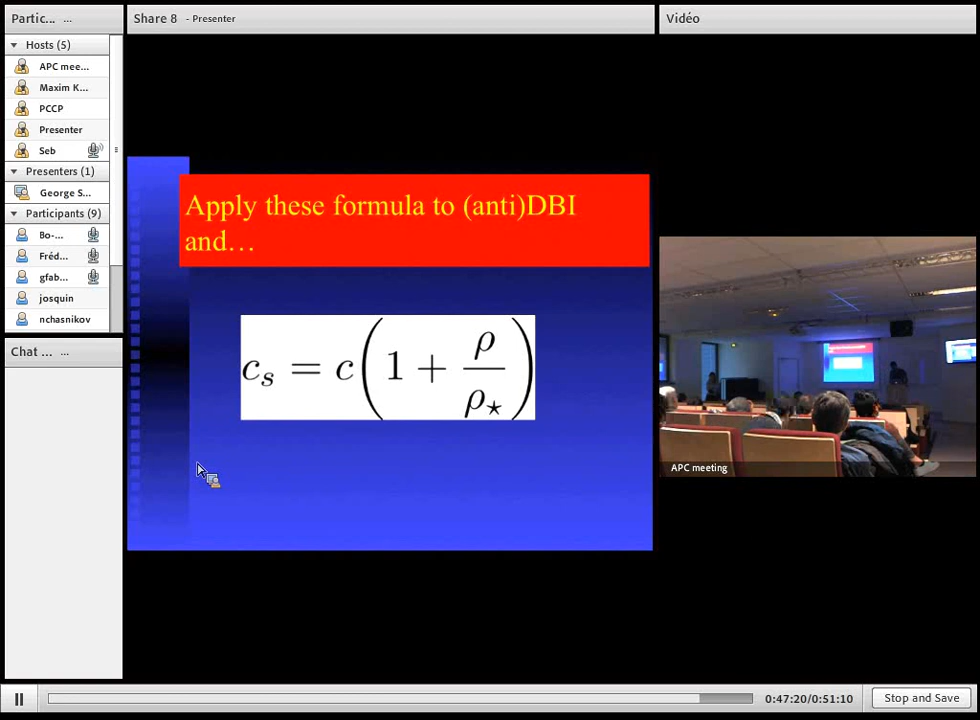 Partic... ...
Hosts (5)
APC mee...
Maxim K...
PCCP
Presenter
Seb
Presenters (1)
George S...
Participants (9)
Bo-...
Fréd...
gfab...
josquin
nchasnikov
Chat ... ...
Share 8 - Presenter
Apply these formula to (anti)DBI
and…
c_s = c(1 + ρ/ρ⋆)
Vidéo
APC meeting
0:47:20/0:51:10
Stop and Save